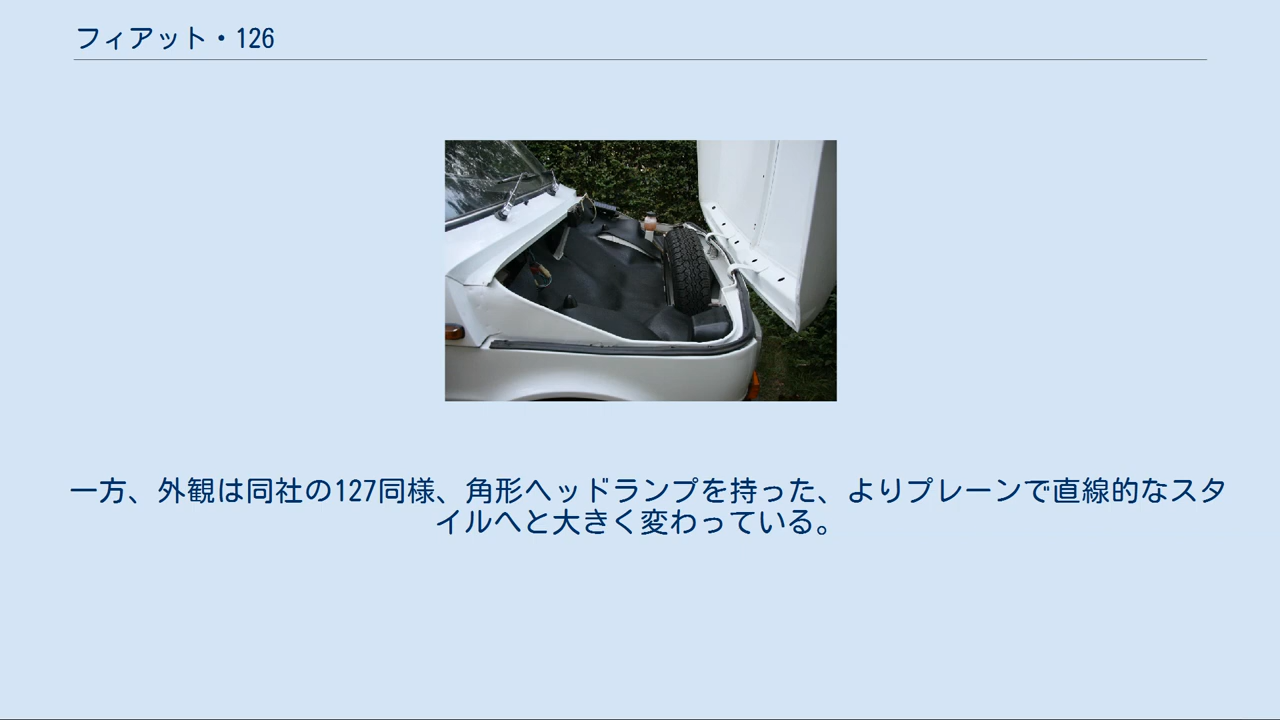 フィアット・126
一方、外観は同社の127同様、角形ヘッドランプを持った、よりプレーンで直線的なスタ
イルへと大きく変わっている。